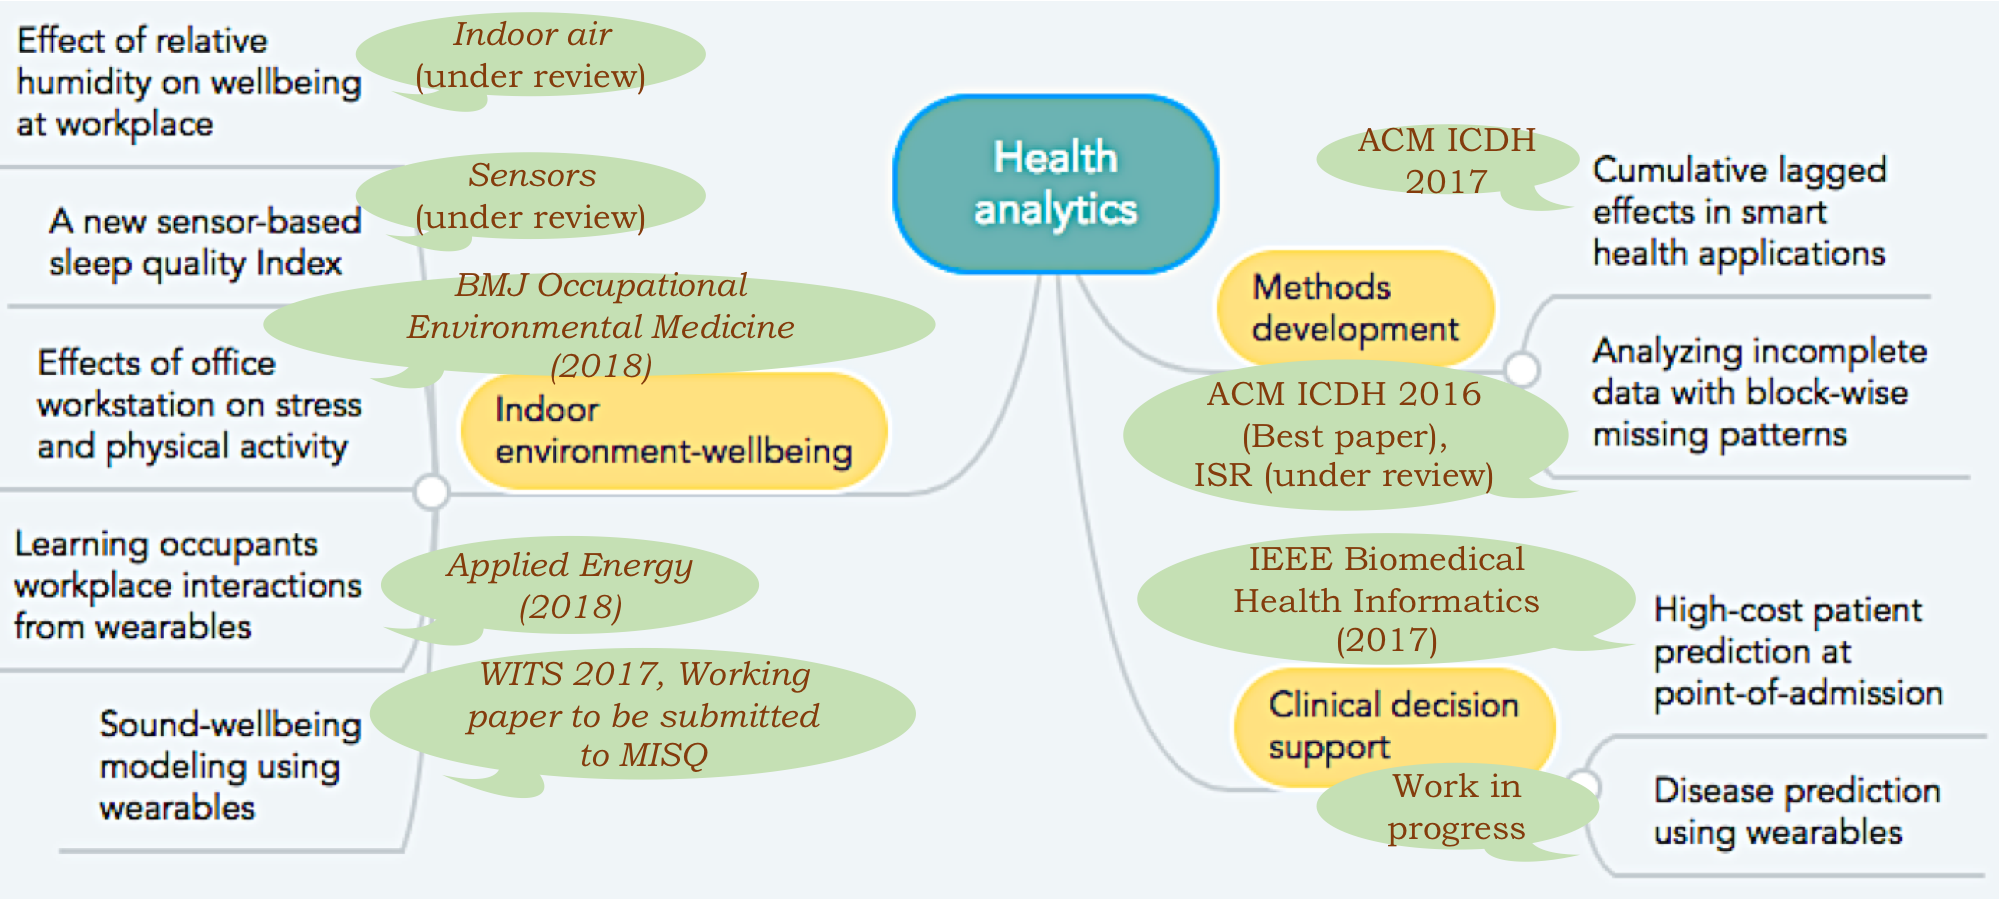 Effect of relative
humidity on wellbeing
at workplace
Indoor air
(under review)
A new sensor-based
sleep quality Index
Sensors
(under review)
Effects of office
workstation on stress
and physical activity
BMJ Occupational
Environmental Medicine
(2018)
Indoor
environment-wellbeing
Learning occupants
workplace interactions
from wearables
Applied Energy
(2018)
Sound-wellbeing
modeling using
wearables
WITS 2017, Working
paper to be submitted
to MISQ
Health
analytics
Methods
development
ACM ICDH
2017
Cumulative lagged
effects in smart
health applications
ACM ICDH 2016
(Best paper),
ISR (under review)
Analyzing incomplete
data with block-wise
missing patterns
Clinical decision
support
IEEE Biomedical
Health Informatics
(2017)
High-cost patient
prediction at
point-of-admission
Work in
progress
Disease prediction
using wearables